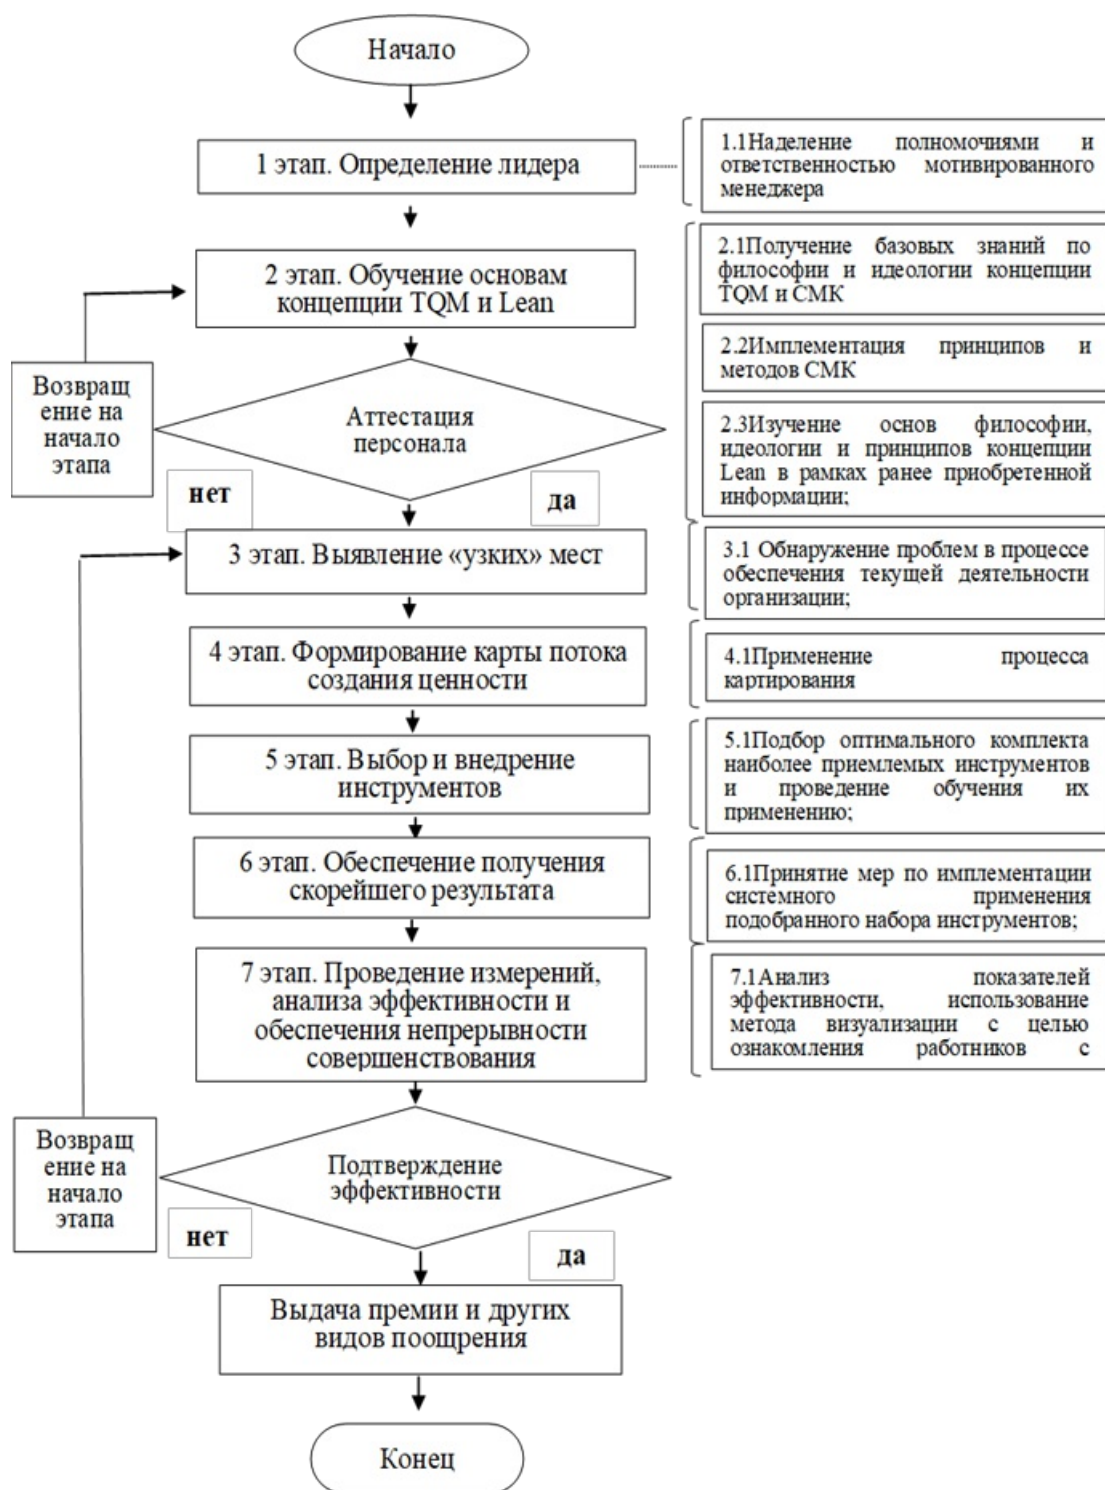 Начало
1 этап. Определение лидера
1.1Наделение полномочиями и
ответственностью мотивированного
менеджера
2 этап. Обучение основам
концепции TQM и Lean
2.1Получение базовых знаний по
философии и идеологии концепции
TQM и СМК
2.2Имплементация принципов и
методов СМК
2.3Изучение основ философии,
идеологии и принципов концепции
Lean в рамках ранее приобретенной
информации;
Возвращ
ение на
начало
этапа
Аттестация
персонала
нет
да
3 этап. Выявление «узких» мест
3.1 Обнаружение проблем в процессе
обеспечения текущей деятельности
организации;
4 этап. Формирование карты потока
создания ценности
4.1Применение процесса
картирования
5 этап. Выбор и внедрение
инструментов
5.1Подбор оптимального комплекта
наиболее приемлемых инструментов
и проведение обучения их
применению;
6 этап. Обеспечение получения
скорейшего результата
6.1Принятие мер по имплементации
системного применения
подобранного набора инструментов;
7 этап. Проведение измерений,
анализа эффективности и
обеспечения непрерывности
совершенствования
7.1Анализ показателей
эффективности, использование
метода визуализации с целью
ознакомления работников с
Возвращ
ение на
начало
этапа
Подтверждение
эффективности
нет
да
Выдача премии и других
видов поощрения
Конец